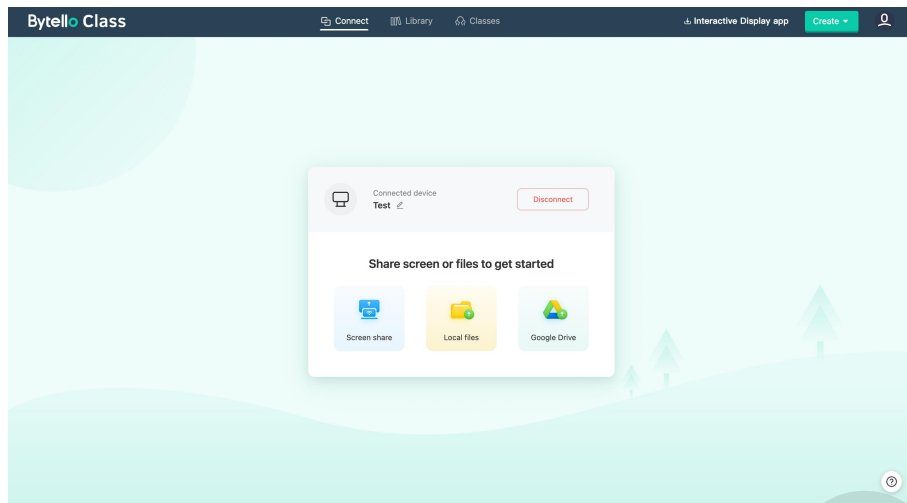 Bytello Class
Connect
Library
Classes
Interactive Display app
Create
Connected device
Test
Disconnect
Share screen or files to get started
Screen share
Local files
Google Drive